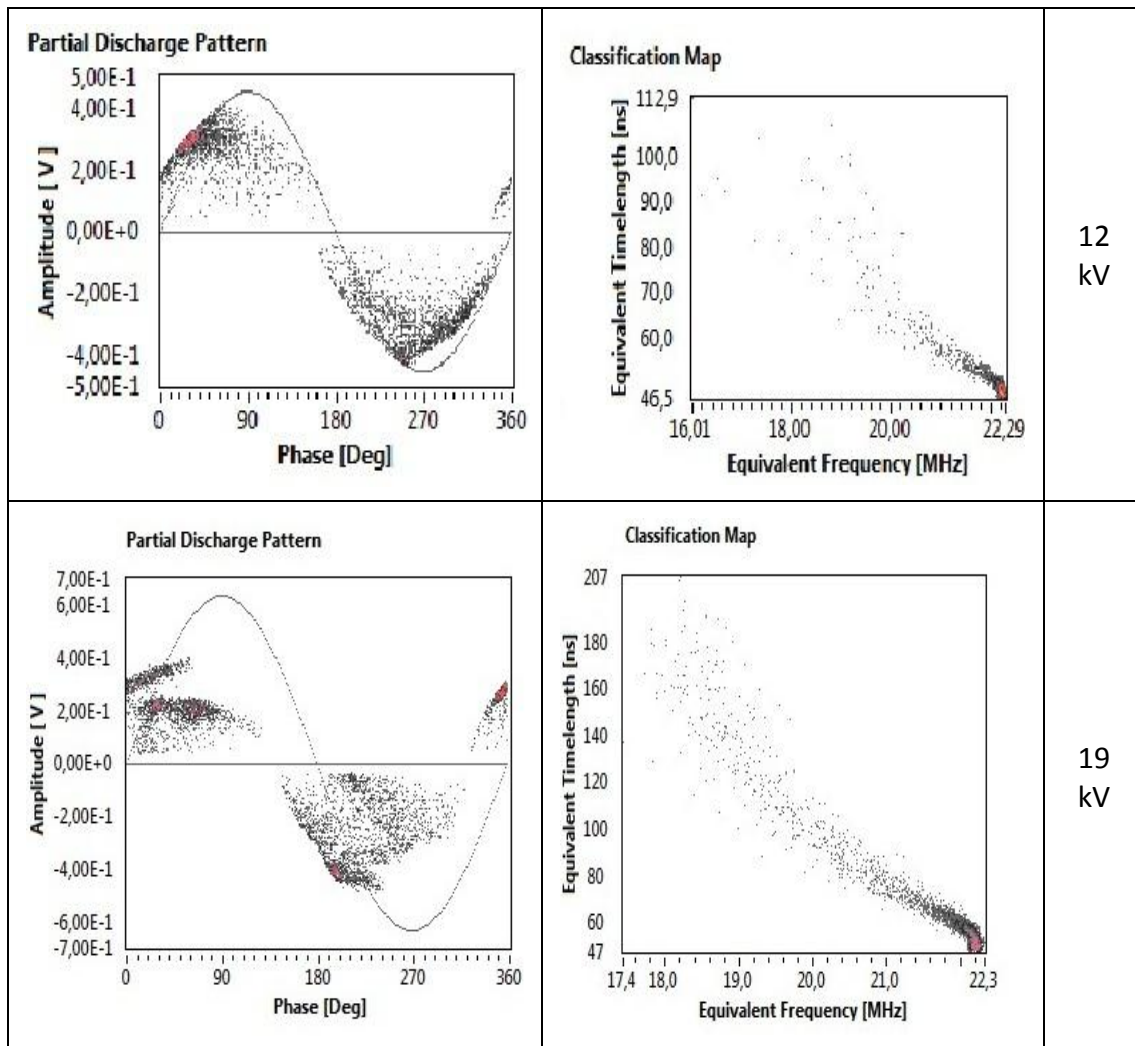 Partial Discharge Pattern
5,00E-1
4,00E-1
2,00E-1
0,00E+0
-2,00E-1
-4,00E-1
-5,00E-1
Amplitude [ V ]
0 90 180 270 360
Phase [Deg]
Classification Map
112,9
100,0
90,0
80,0
70,0
60,0
46,5
Equivalent Timelength [ns]
16,01 18,00 20,00 22,29
Equivalent Frequency [MHz]
12
kV
Partial Discharge Pattern
7,00E-1
6,00E-1
4,00E-1
2,00E-1
0,00E+0
-2,00E-1
-4,00E-1
-6,00E-1
-7,00E-1
Amplitude [ V ]
0 90 180 270 360
Phase [Deg]
Classification Map
207
180
160
140
120
100
80
60
47
Equivalent Timelength [ns]
17,4 18,0 19,0 20,0 21,0 22,3
Equivalent Frequency [MHz]
19
kV